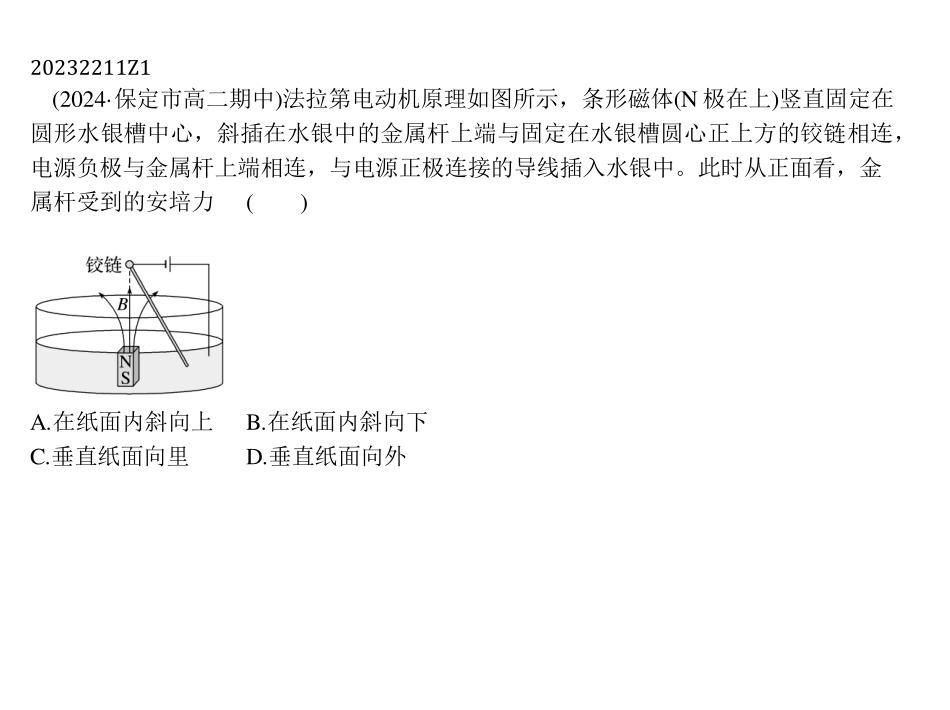 20232211Z1
(2024·保定市高二期中)法拉第电动机原理如图所示，条形磁体(N 极在上)竖直固定在
圆形水银槽中心，斜插在水银中的金属杆上端与固定在水银槽圆心正上方的铰链相连，
电源负极与金属杆上端相连，与电源正极连接的导线插入水银中。此时从正面看，金
属杆受到的安培力 (  )
铰链
B
N
S
A.在纸面内斜向上 B.在纸面内斜向下
C.垂直纸面向里 D.垂直纸面向外